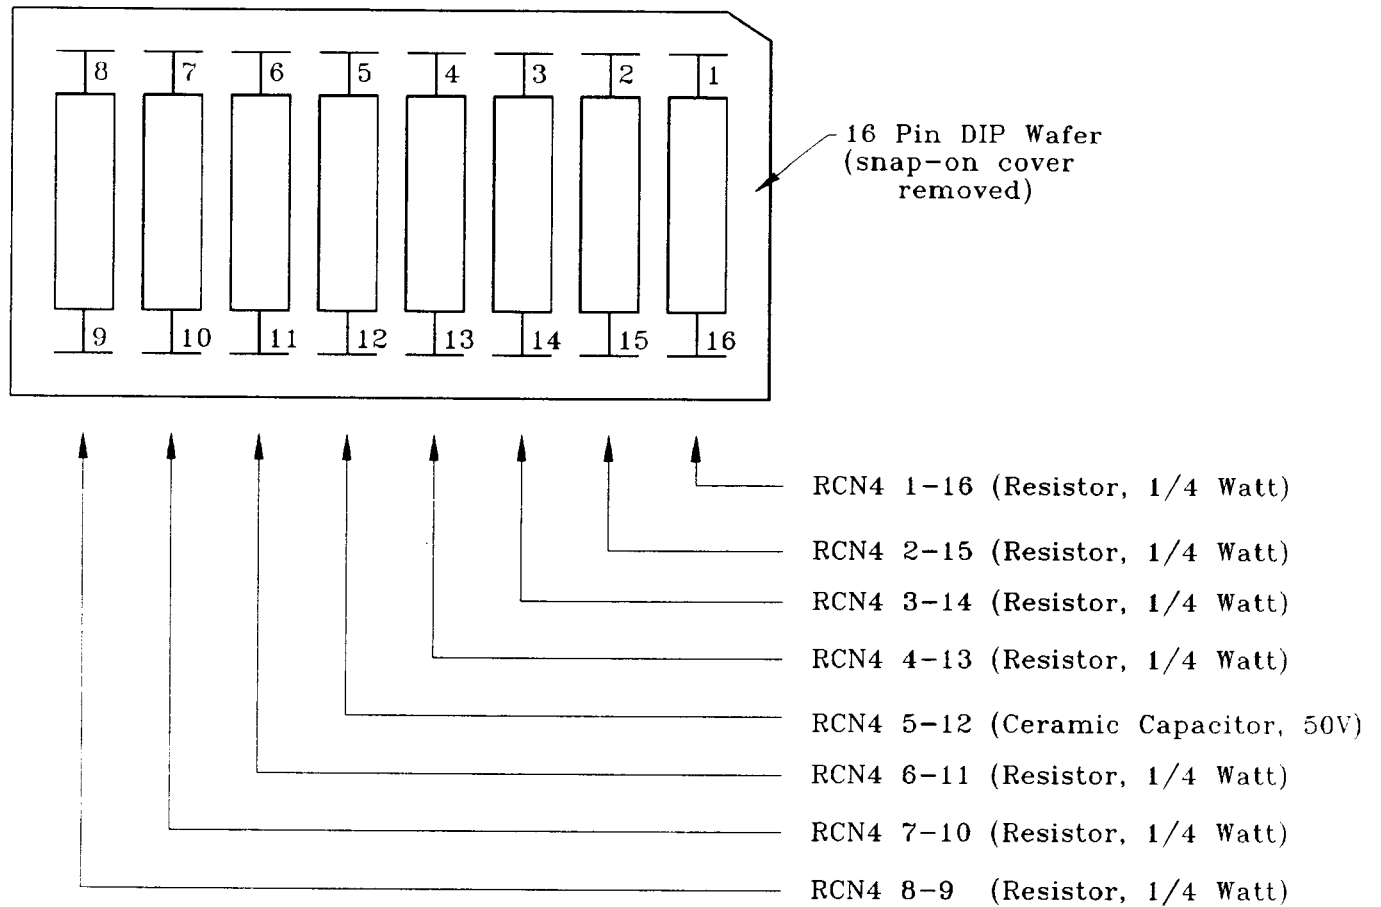 8 7 6 5 4 3 2 1
16 Pin DIP Wafer
(snap-on cover
removed)
9 10 11 12 13 14 15 16
RCN4 1-16 (Resistor, 1/4 Watt)
RCN4 2-15 (Resistor, 1/4 Watt)
RCN4 3-14 (Resistor, 1/4 Watt)
RCN4 4-13 (Resistor, 1/4 Watt)
RCN4 5-12 (Ceramic Capacitor, 50V)
RCN4 6-11 (Resistor, 1/4 Watt)
RCN4 7-10 (Resistor, 1/4 Watt)
RCN4 8-9 (Resistor, 1/4 Watt)